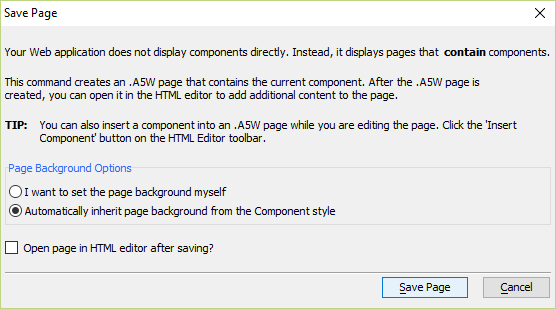 Save Page
Your Web application does not display components directly. Instead, it displays pages that contain components.
This command creates an .A5W page that contains the current component. After the .A5W page is
created, you can open it in the HTML editor to add additional content to the page.
TIP: You can also insert a component into an .A5W page while you are editing the page. Click the 'Insert
Component' button on the HTML Editor toolbar.
Page Background Options
I want to set the page background myself
Automatically inherit page background from the Component style
Open page in HTML editor after saving?
Save Page Cancel